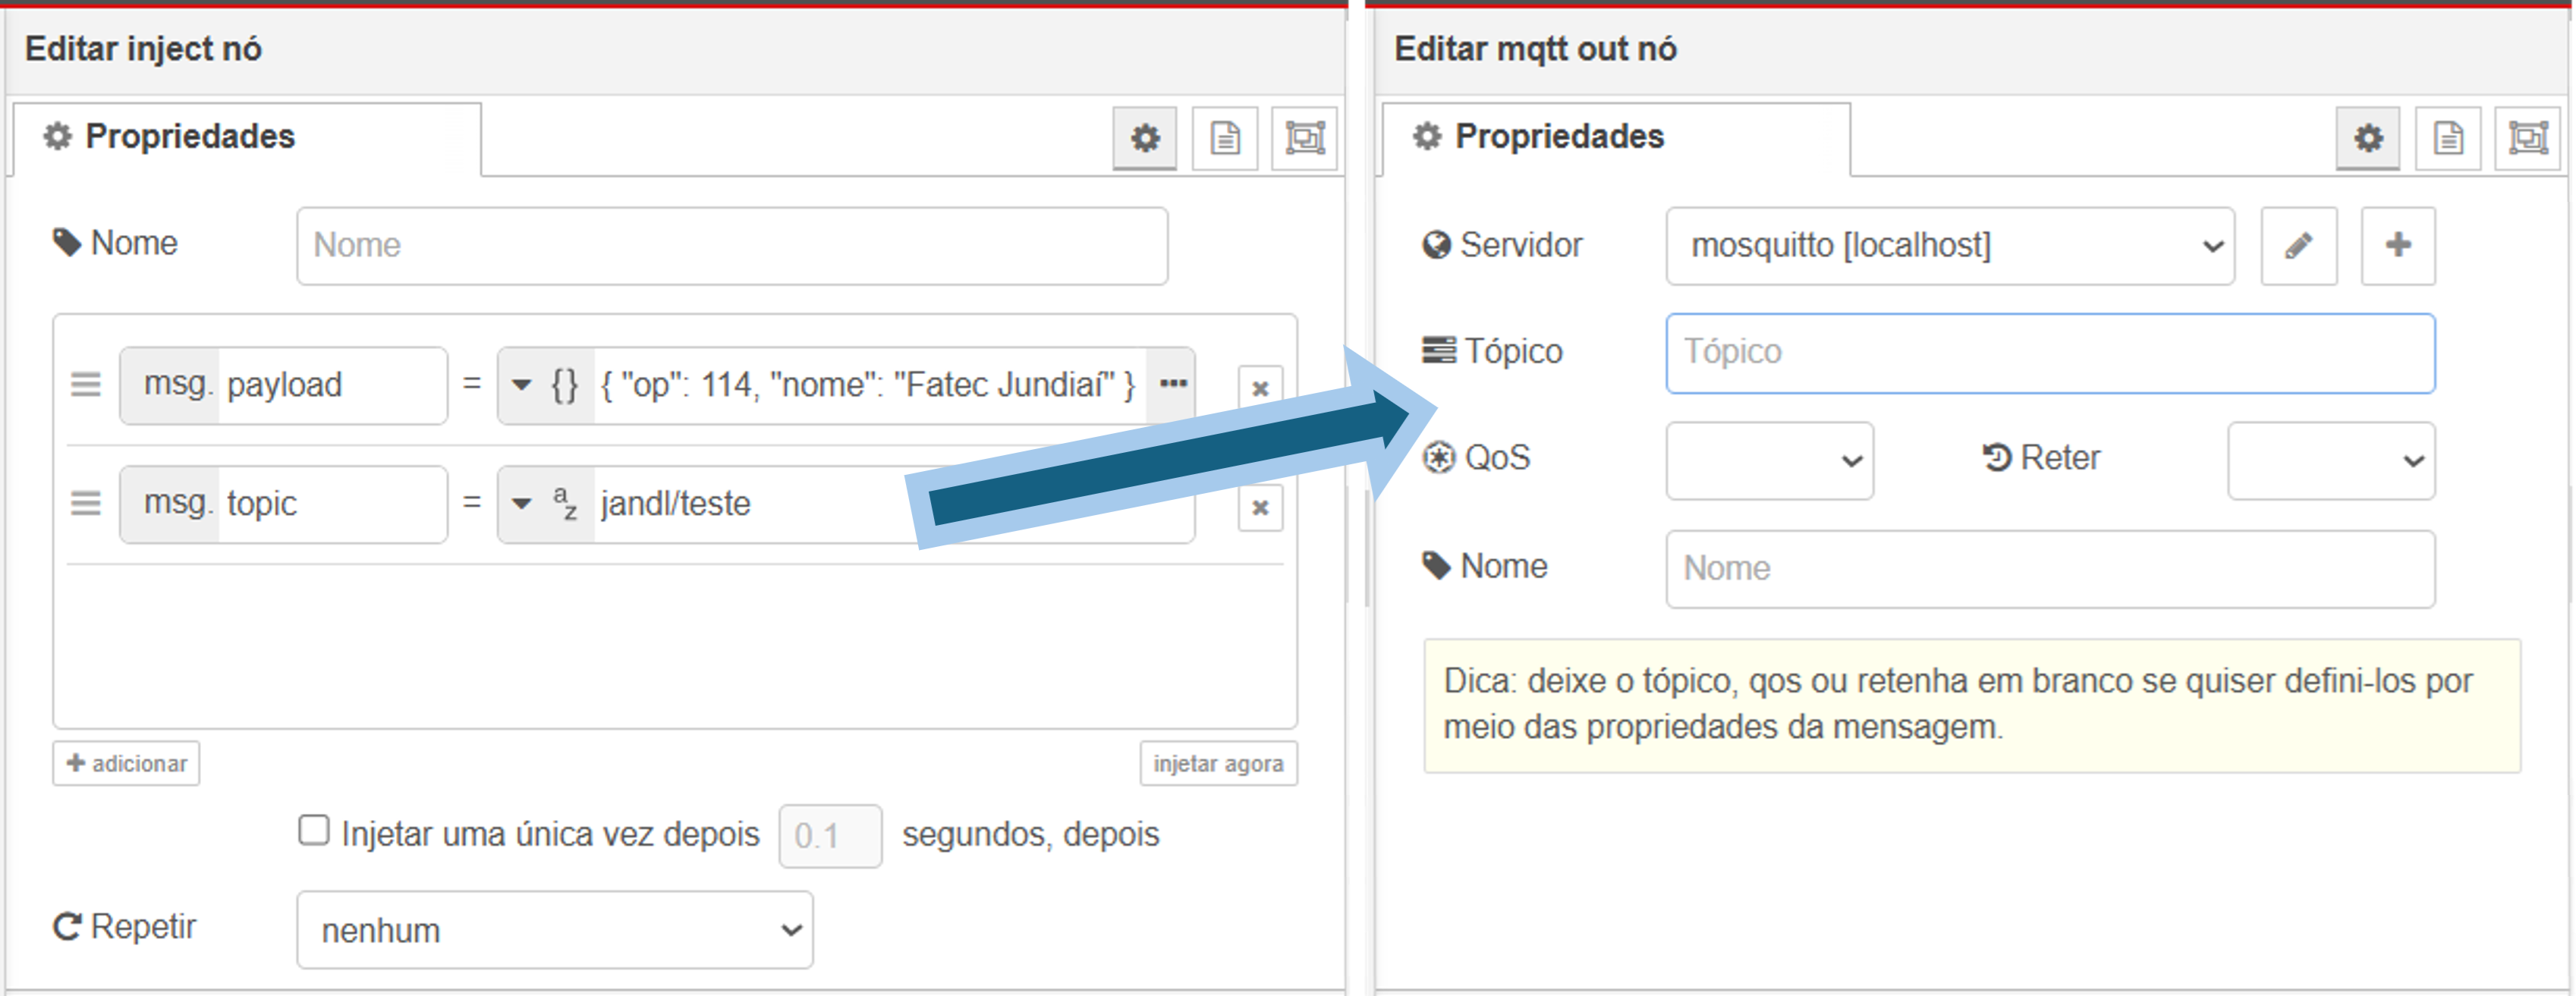 Editar inject nó
Propriedades
Nome
Nome
msg. payload = {} { "op": 114, "nome": "Fatec Jundiaí" } •••
msg. topic = az jandl/teste
+ adicionar
injetar agora
Injetar uma única vez depois 0.1 segundos, depois
Repetir nenhum
Editar mqtt out nó
Propriedades
Servidor mosquitto [localhost]
Tópico Tópico
QoS Reter
Nome Nome
Dica: deixe o tópico, qos ou retenha em branco se quiser defini-los por
meio das propriedades da mensagem.